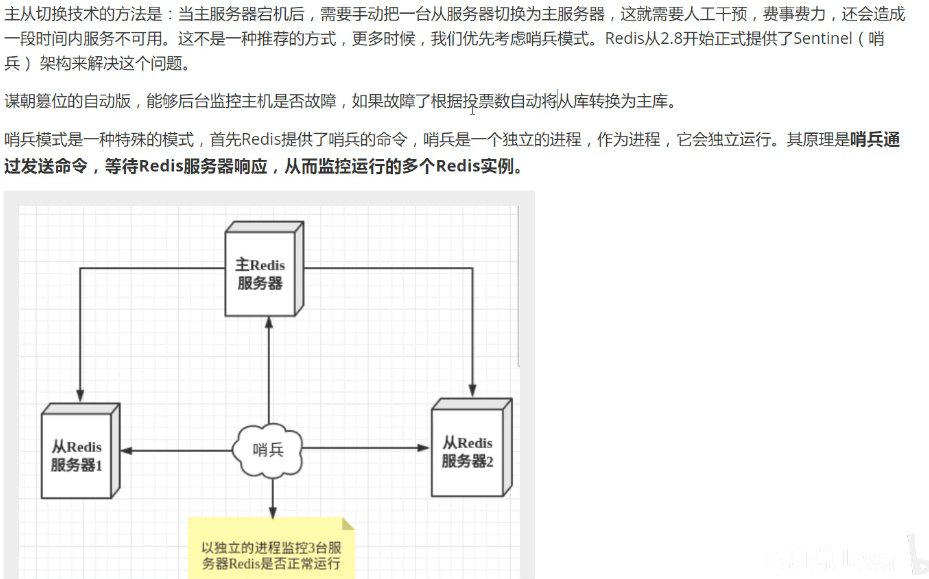 主从切换技术的方法是：当主服务器宕机后，需要手动把一台从服务器切换为主服务器，这就需要人工干预，费事费力，还会造成
一段时间内服务不可用。这不是一种推荐的方式，更多时候，我们优先考虑哨兵模式。Redis从2.8开始正式提供了Sentinel（哨
兵） 架构来解决这个问题。
谋朝篡位的自动版，能够后台监控主机是否故障，如果故障了根据投票数自动将从库转换为主库。
哨兵模式是一种特殊的模式，首先Redis提供了哨兵的命令，哨兵是一个独立的进程，作为进程，它会独立运行。其原理是哨兵通
过发送命令，等待Redis服务器响应，从而监控运行的多个Redis实例。
主Redis
服务器
从Redis
服务器1
哨兵
从Redis
服务器2
以独立的进程监控3台服
务器Redis是否正常运行